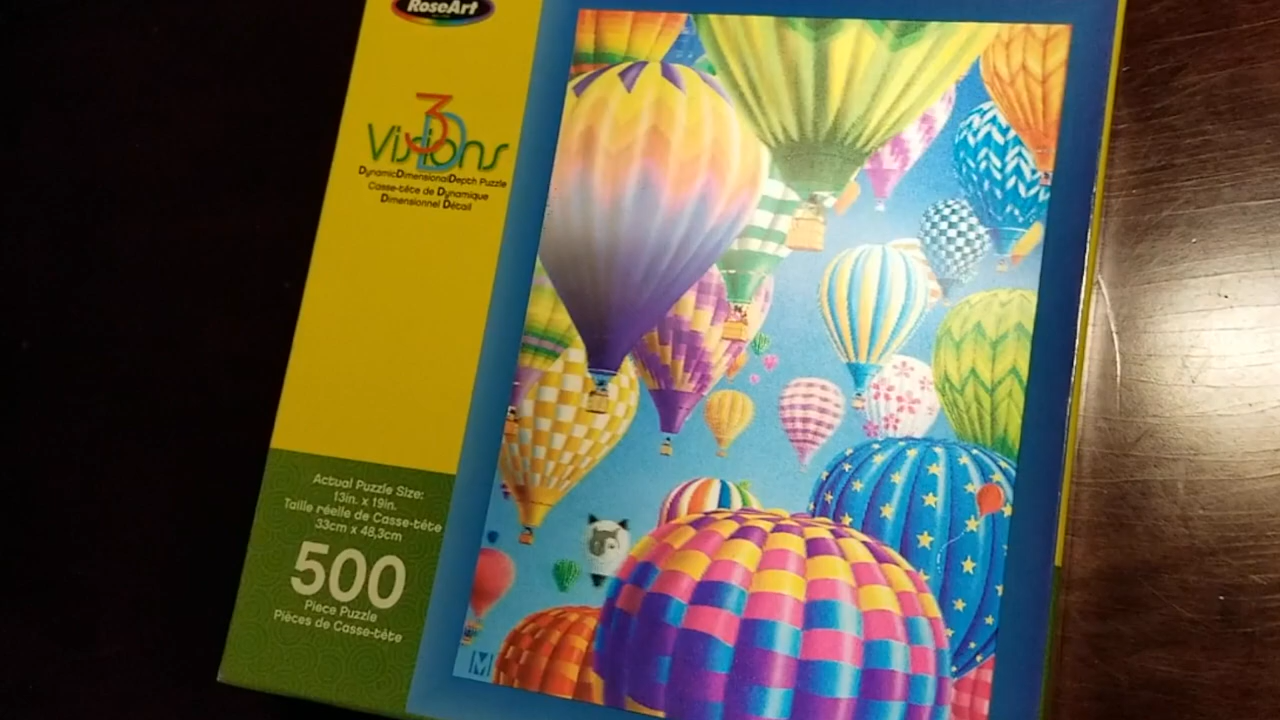 RoseArt
3D
Visions
DynamicDimensionalDepth Puzzle
Casse-tête de Dynamique
Dimensionnel Détail
Actual Puzzle Size:
13in. x 19in.
Taille réelle de Casse-tête
33cm x 48,3cm
500
Piece Puzzle
Pièces de Casse-tête
M